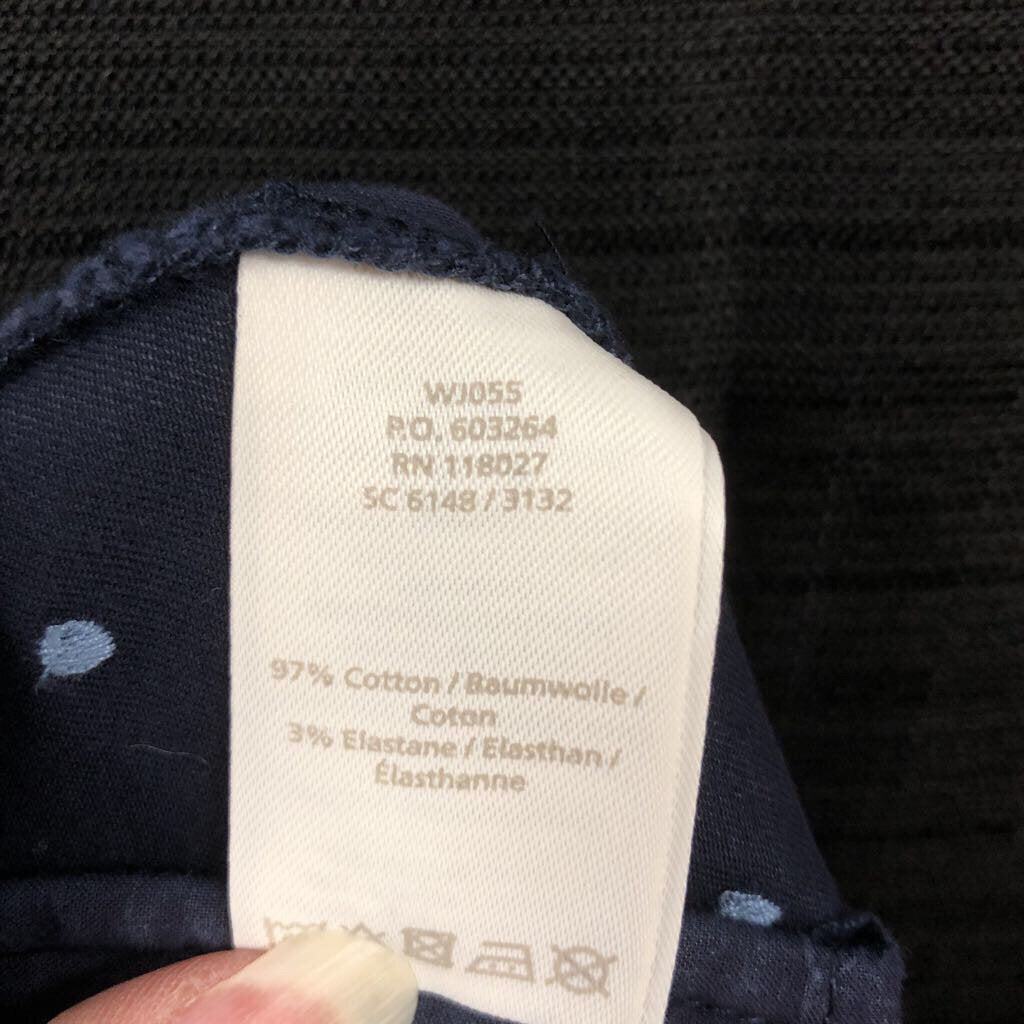 WJ055
P.O. 603264
RN 118027
SC 6148 / 3132
97% Cotton / Baumwolle /
Coton
3% Elastane / Elasthan /
Élasthanne